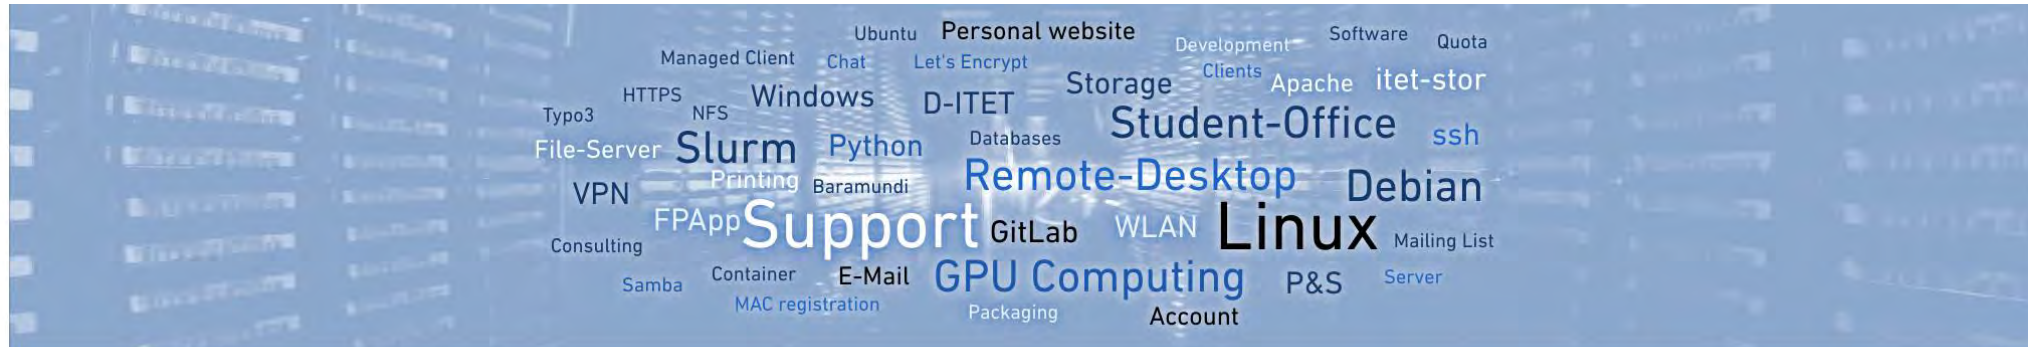 Ubuntu Personal website Software
Development Quota
Managed Client Chat Let's Encrypt Clients
Storage Apache itet-stor
HTTPS Windows D-ITET
Typo3 NFS Student-Office
File-Server Slurm Python Databases ssh
Printing Baramundi Remote-Desktop Debian
VPN
FPApp Support GitLab WLAN Linux Mailing List
Consulting
Samba Container E-Mail GPU Computing P&S Server
MAC registration Packaging Account